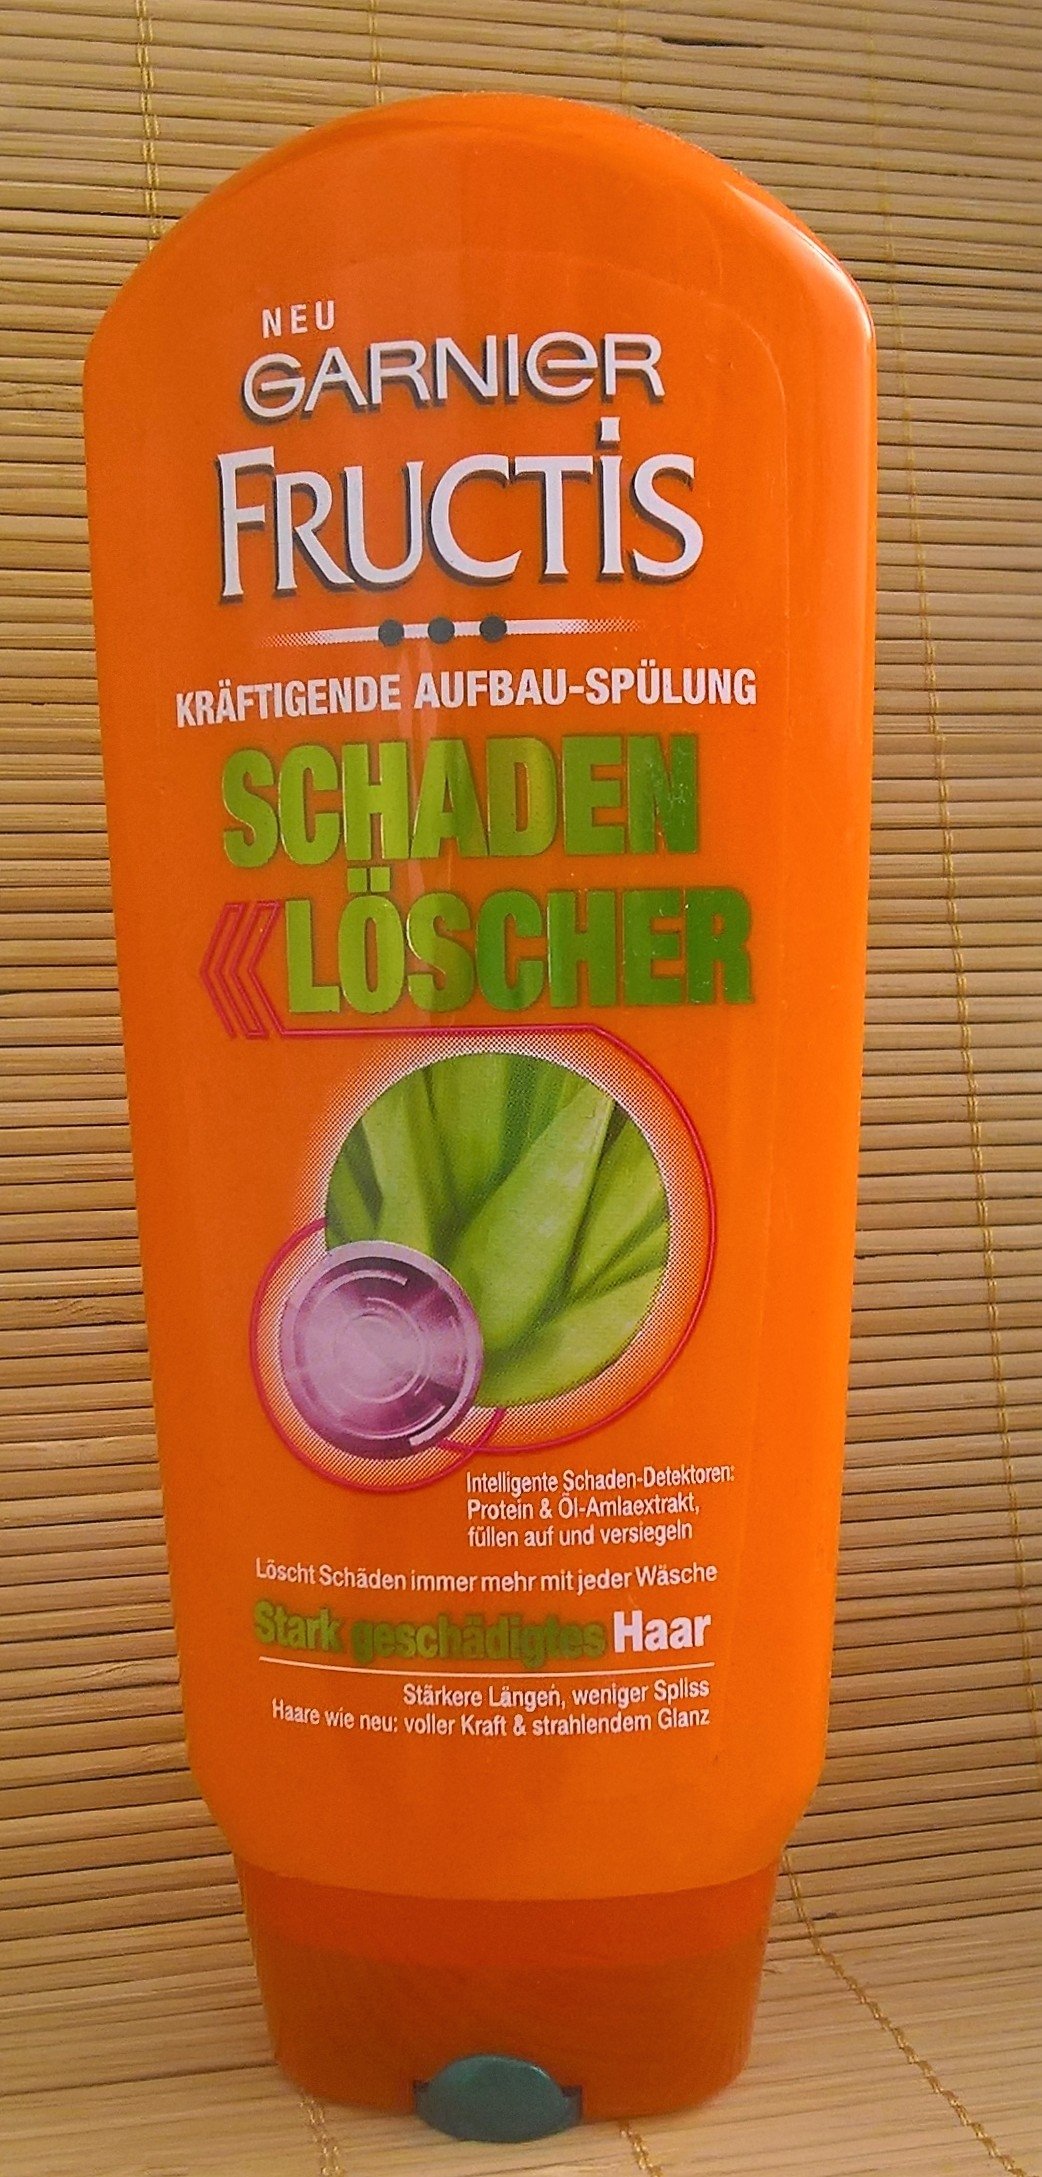 NEU
GARNIER
FRUCTIS
KRÄFTIGENDE AUFBAU-SPÜLUNG
SCHADEN
LÖSCHER
Intelligente Schaden-Detektoren:
Protein & Öl-Amlaextrakt,
füllen auf und versiegeln
Löscht Schäden immer mehr mit jeder Wäsche
Stark geschädigtes Haar
Stärkere Längen, weniger Spliss
Haare wie neu: voller Kraft & strahlendem Glanz